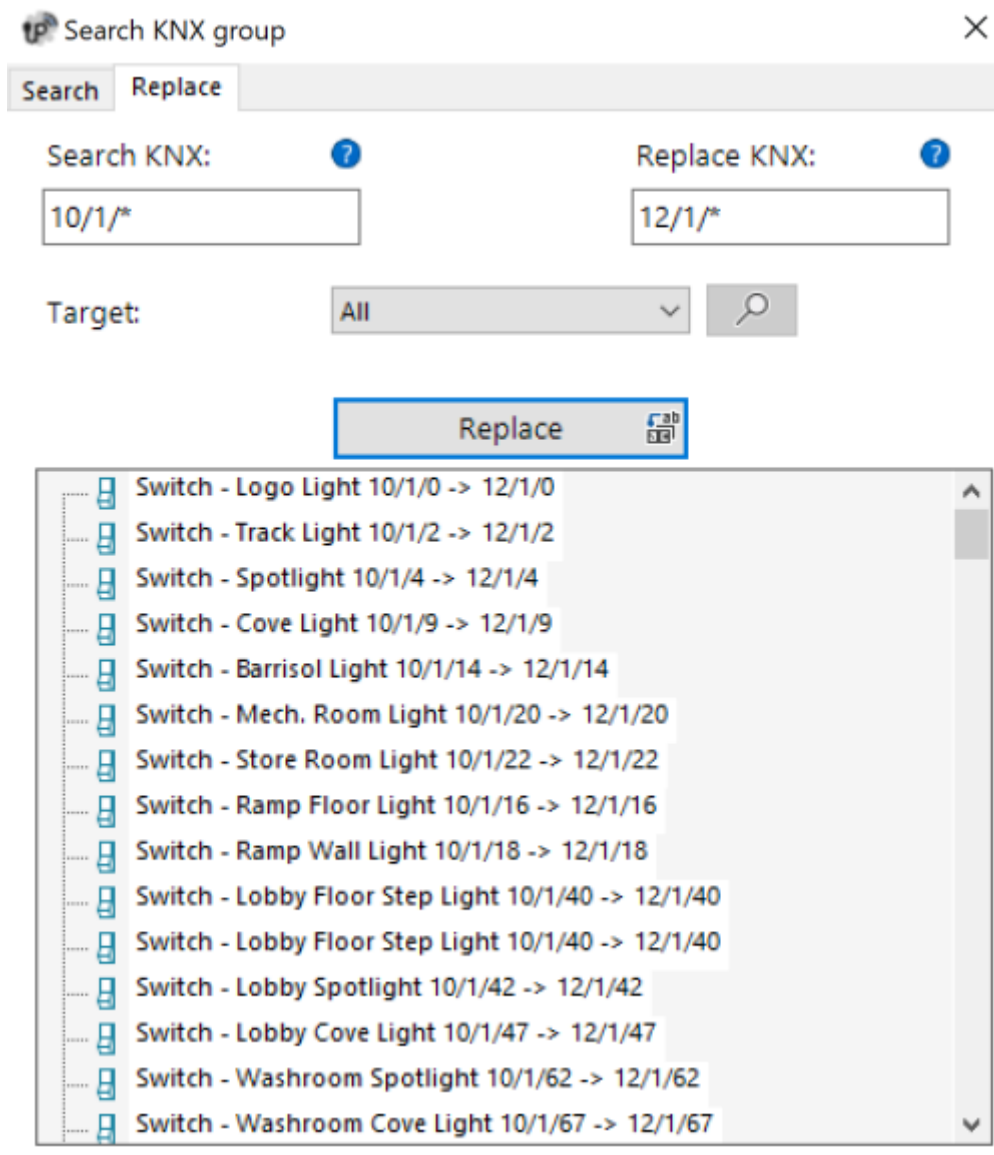 Search KNX group
Search Replace
Search KNX: ? Replace KNX: ?
10/1/* 12/1/*
Target: All
Replace
Switch - Logo Light 10/1/0 -> 12/1/0
Switch - Track Light 10/1/2 -> 12/1/2
Switch - Spotlight 10/1/4 -> 12/1/4
Switch - Cove Light 10/1/9 -> 12/1/9
Switch - Barrisol Light 10/1/14 -> 12/1/14
Switch - Mech. Room Light 10/1/20 -> 12/1/20
Switch - Store Room Light 10/1/22 -> 12/1/22
Switch - Ramp Floor Light 10/1/16 -> 12/1/16
Switch - Ramp Wall Light 10/1/18 -> 12/1/18
Switch - Lobby Floor Step Light 10/1/40 -> 12/1/40
Switch - Lobby Floor Step Light 10/1/40 -> 12/1/40
Switch - Lobby Spotlight 10/1/42 -> 12/1/42
Switch - Lobby Cove Light 10/1/47 -> 12/1/47
Switch - Washroom Spotlight 10/1/62 -> 12/1/62
Switch - Washroom Cove Light 10/1/67 -> 12/1/67